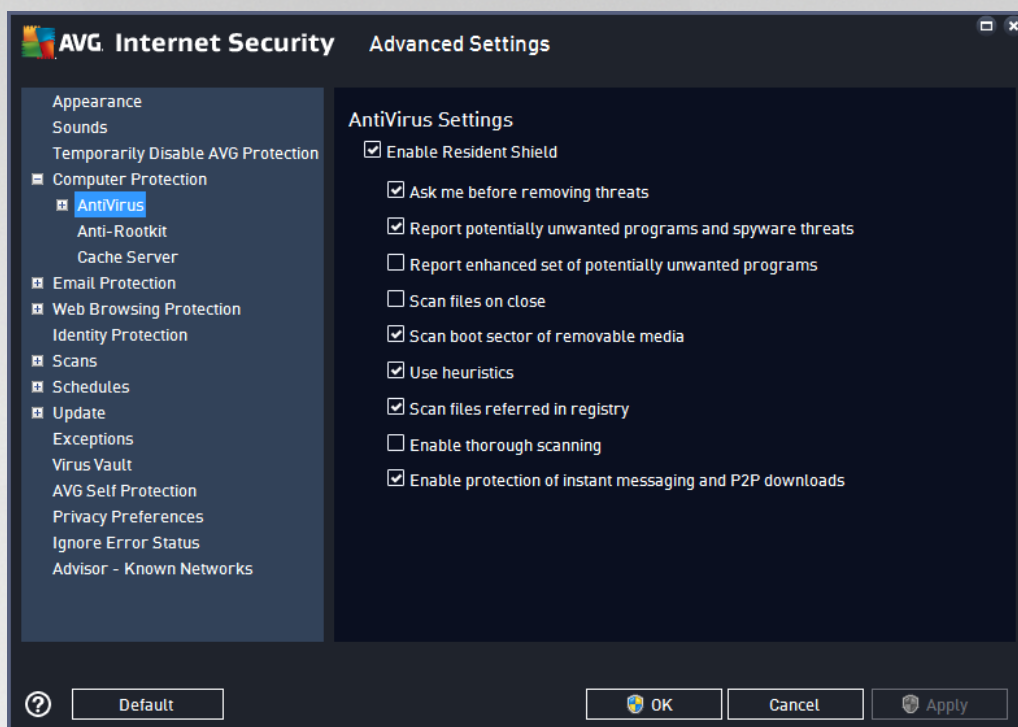 AVG. Internet Security Advanced Settings
Appearance
Sounds
Temporarily Disable AVG Protection
Computer Protection
AntiVirus
Anti-Rootkit
Cache Server
Email Protection
Web Browsing Protection
Identity Protection
Scans
Schedules
Update
Exceptions
Virus Vault
AVG Self Protection
Privacy Preferences
Ignore Error Status
Advisor - Known Networks
AntiVirus Settings
Enable Resident Shield
Ask me before removing threats
Report potentially unwanted programs and spyware threats
Report enhanced set of potentially unwanted programs
Scan files on close
Scan boot sector of removable media
Use heuristics
Scan files referred in registry
Enable thorough scanning
Enable protection of instant messaging and P2P downloads
? Default OK Cancel Apply